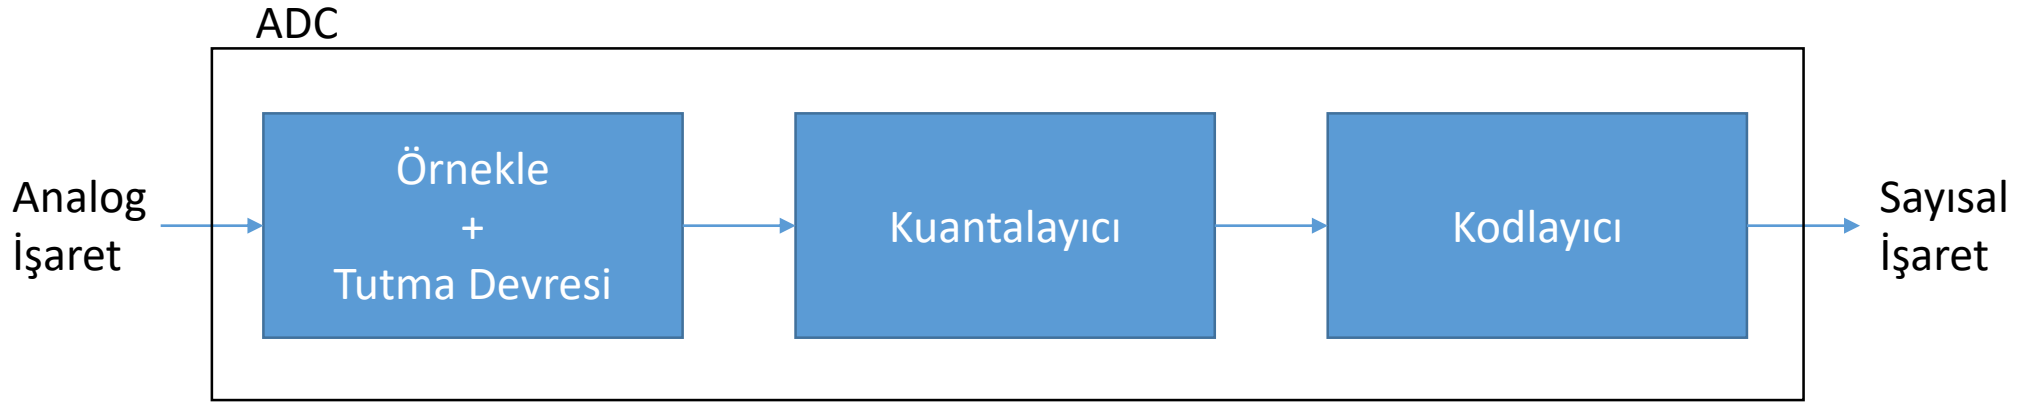 ADC
Analog
İşaret
Örnekle
+
Tutma Devresi
Kuantalayıcı
Kodlayıcı
Sayısal
İşaret